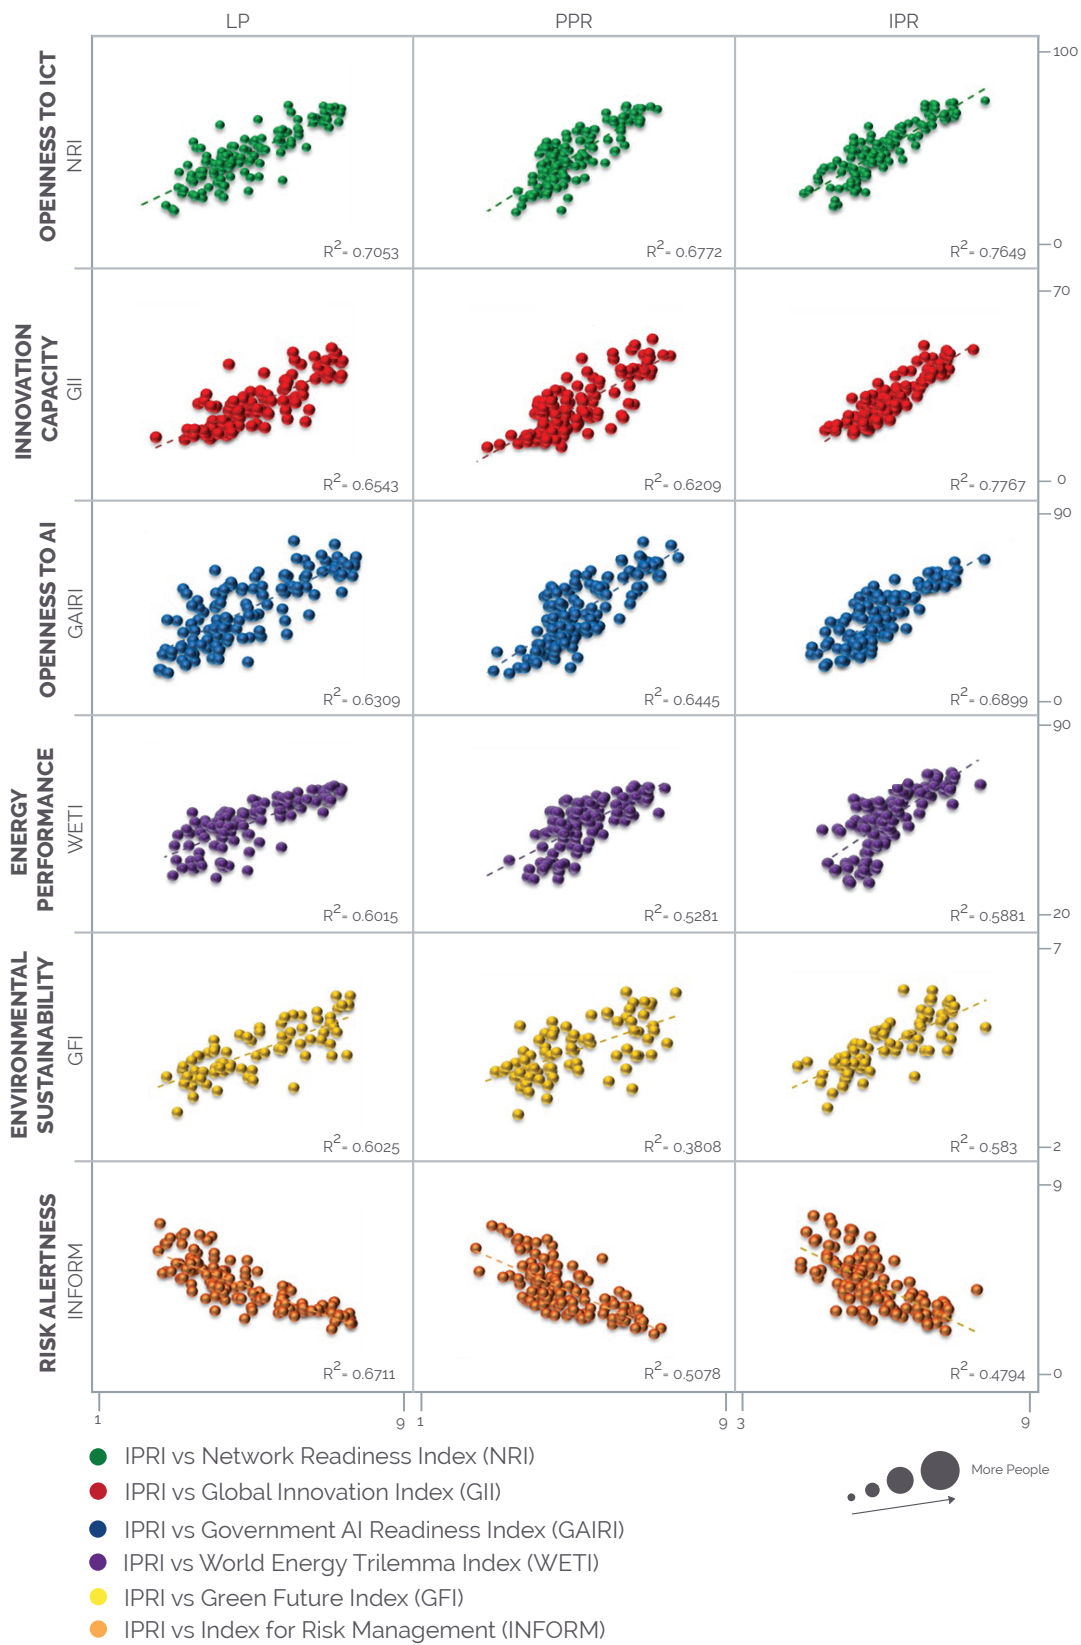 LP PPR IPR
OPENNESS TO ICT
NRI
100
0
R²= 0.7053 R²= 0.6772 R²= 0.7649
INNOVATION
CAPACITY
GII
70
0
R²= 0.6543 R²= 0.6209 R²= 0.7767
OPENNESS TO AI
GAIRI
90
0
R²= 0.6309 R²= 0.6445 R²= 0.6899
ENERGY
PERFORMANCE
WETI
90
20
R²= 0.6015 R²= 0.5281 R²= 0.5881
ENVIRONMENTAL
SUSTAINABILITY
GFI
7
2
R²= 0.6025 R²= 0.3808 R²= 0.583
RISK ALERTNESS
INFORM
9
0
R²= 0.6711 R²= 0.5078 R²= 0.4794
1 9 1 9 3 9
IPRI vs Network Readiness Index (NRI)
IPRI vs Global Innovation Index (GII)
IPRI vs Government AI Readiness Index (GAIRI)
IPRI vs World Energy Trilemma Index (WETI)
IPRI vs Green Future Index (GFI)
IPRI vs Index for Risk Management (INFORM)
More People